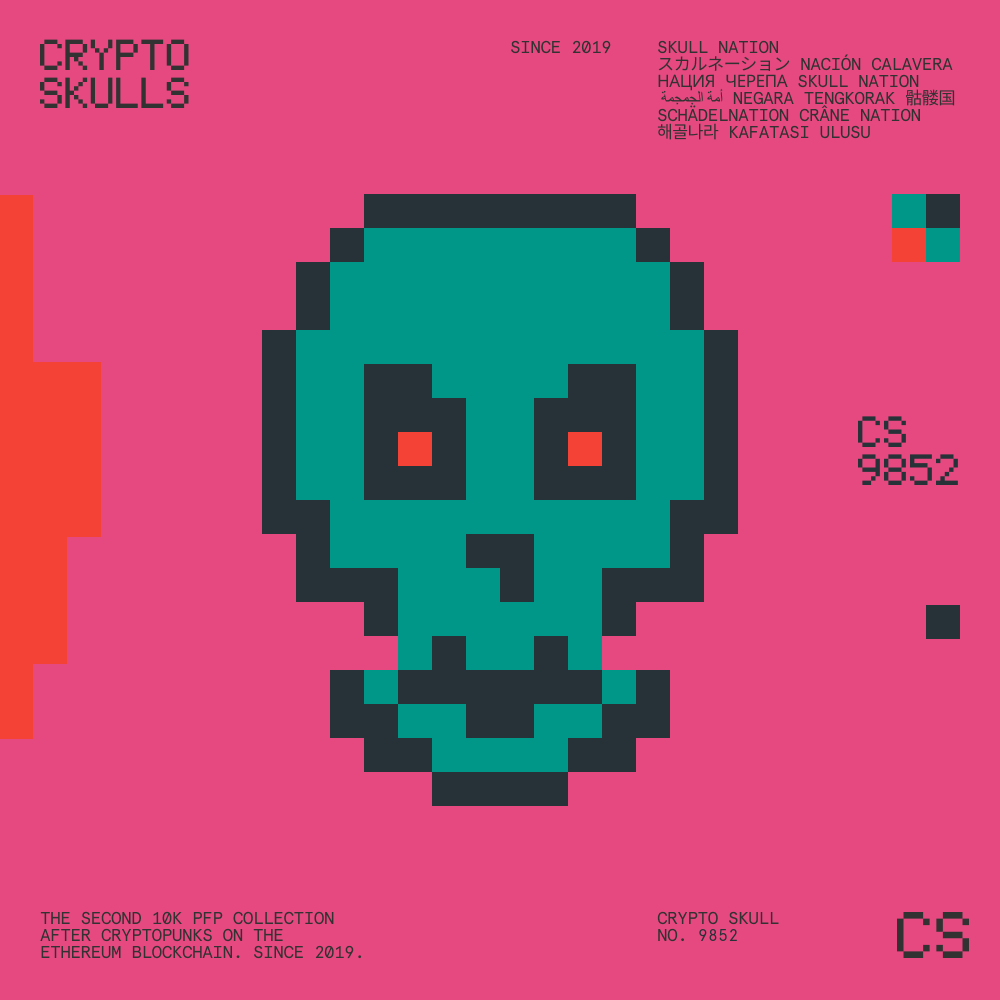 CRYPTO
SKULLS
SINCE 2019
SKULL NATION
スカルネーション NACIÓN CALAVERA
НАЦИЯ ЧЕРЕПА SKULL NATION
أمة الجمجمة NEGARA TENGKORAK 骷髅国
SCHÄDELNATION CRÂNE NATION
해골나라 KAFATASI ULUSU
CS
9852
THE SECOND 10K PFP COLLECTION
AFTER CRYPTOPUNKS ON THE
ETHEREUM BLOCKCHAIN. SINCE 2019.
CRYPTO SKULL
NO. 9852
CS